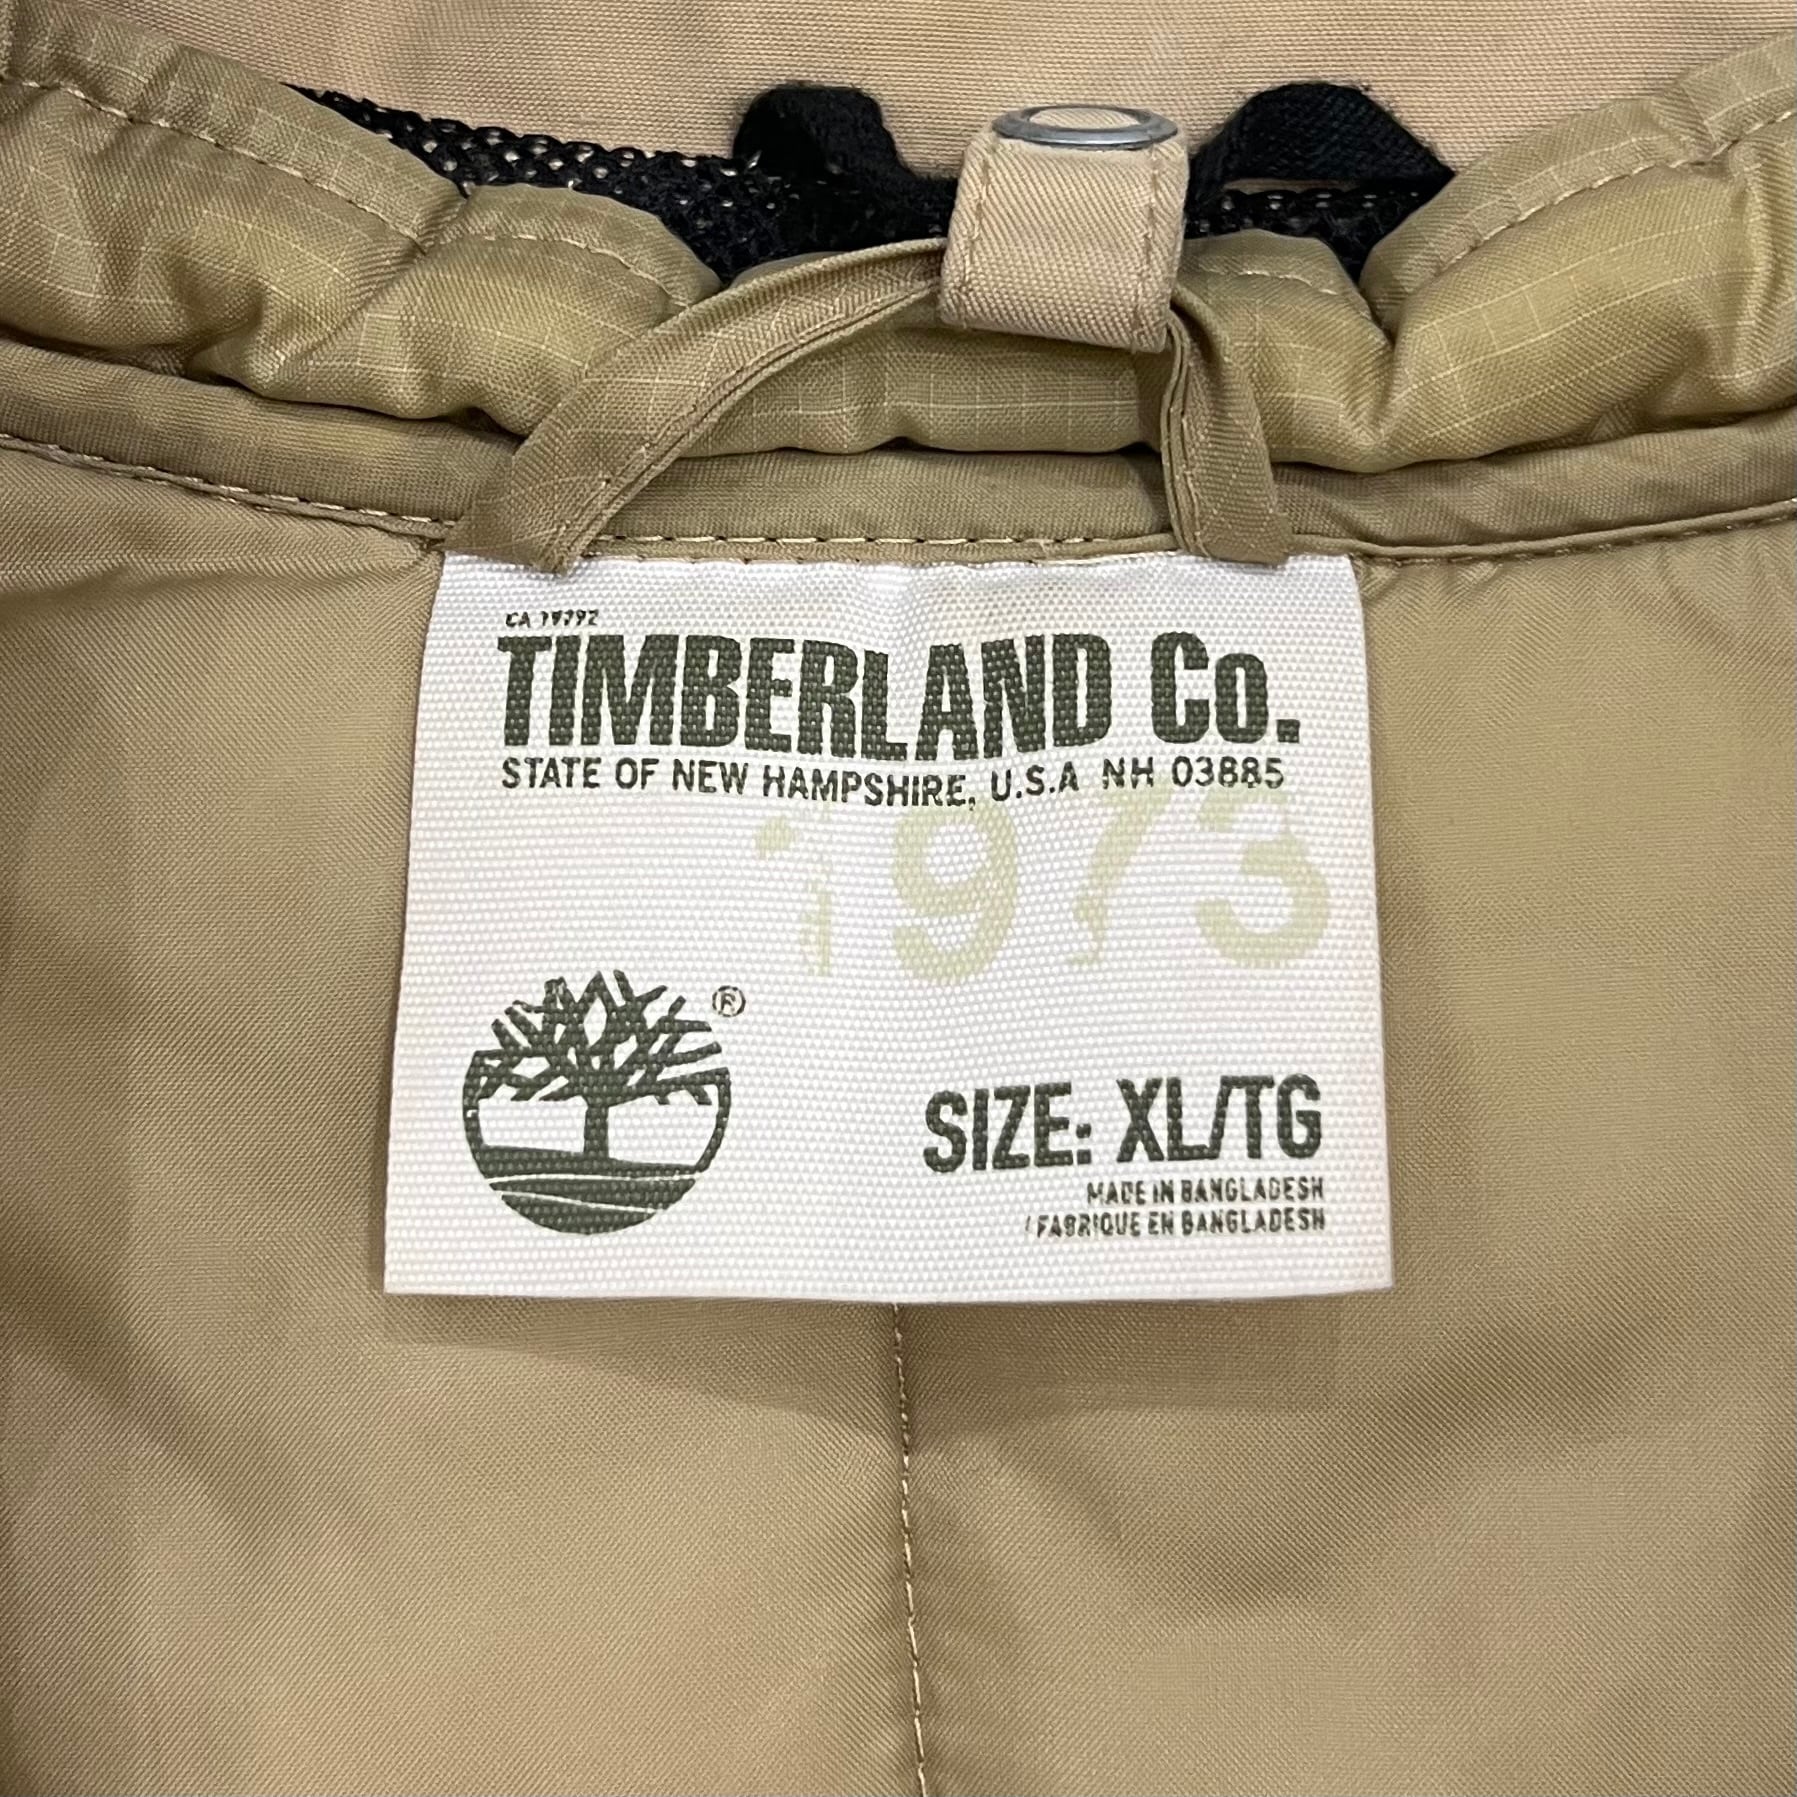 CA 19792
TIMBERLAND Co.
STATE OF NEW HAMPSHIRE, U.S.A NH 03885
1973
®
SIZE: XL/TG
MADE IN BANGLADESH
/ FABRIQUE EN BANGLADESH